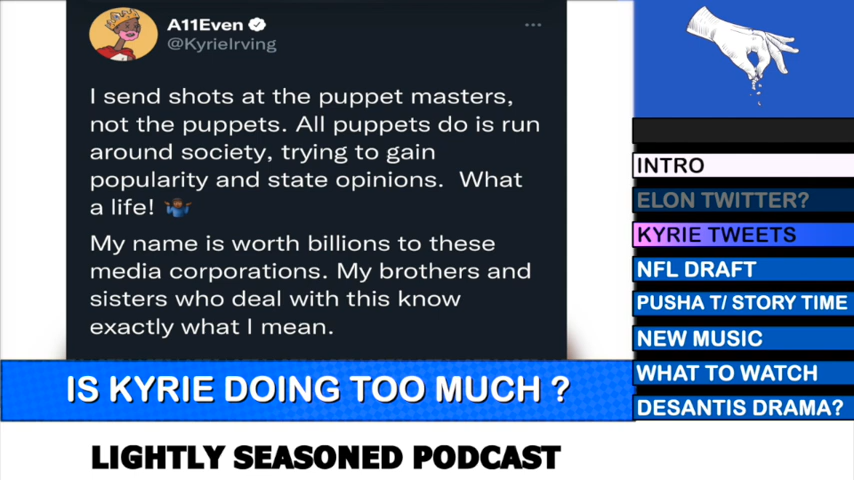 A11Even
@KyrieIrving
I send shots at the puppet masters,
not the puppets. All puppets do is run
around society, trying to gain
popularity and state opinions. What
a life! 🤷🏾‍♂️
My name is worth billions to these
media corporations. My brothers and
sisters who deal with this know
exactly what I mean.
IS KYRIE DOING TOO MUCH ?
LIGHTLY SEASONED PODCAST
INTRO
ELON TWITTER?
KYRIE TWEETS
NFL DRAFT
PUSHA T/ STORY TIME
NEW MUSIC
WHAT TO WATCH
DESANTIS DRAMA?